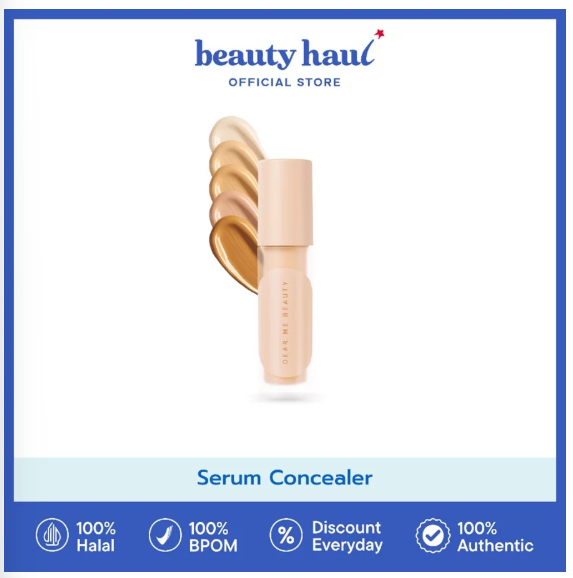 beauty haul
OFFICIAL STORE
DEAR ME BEAUTY
Serum Concealer
100%
Halal
100%
BPOM
%
Discount
Everyday
100%
Authentic